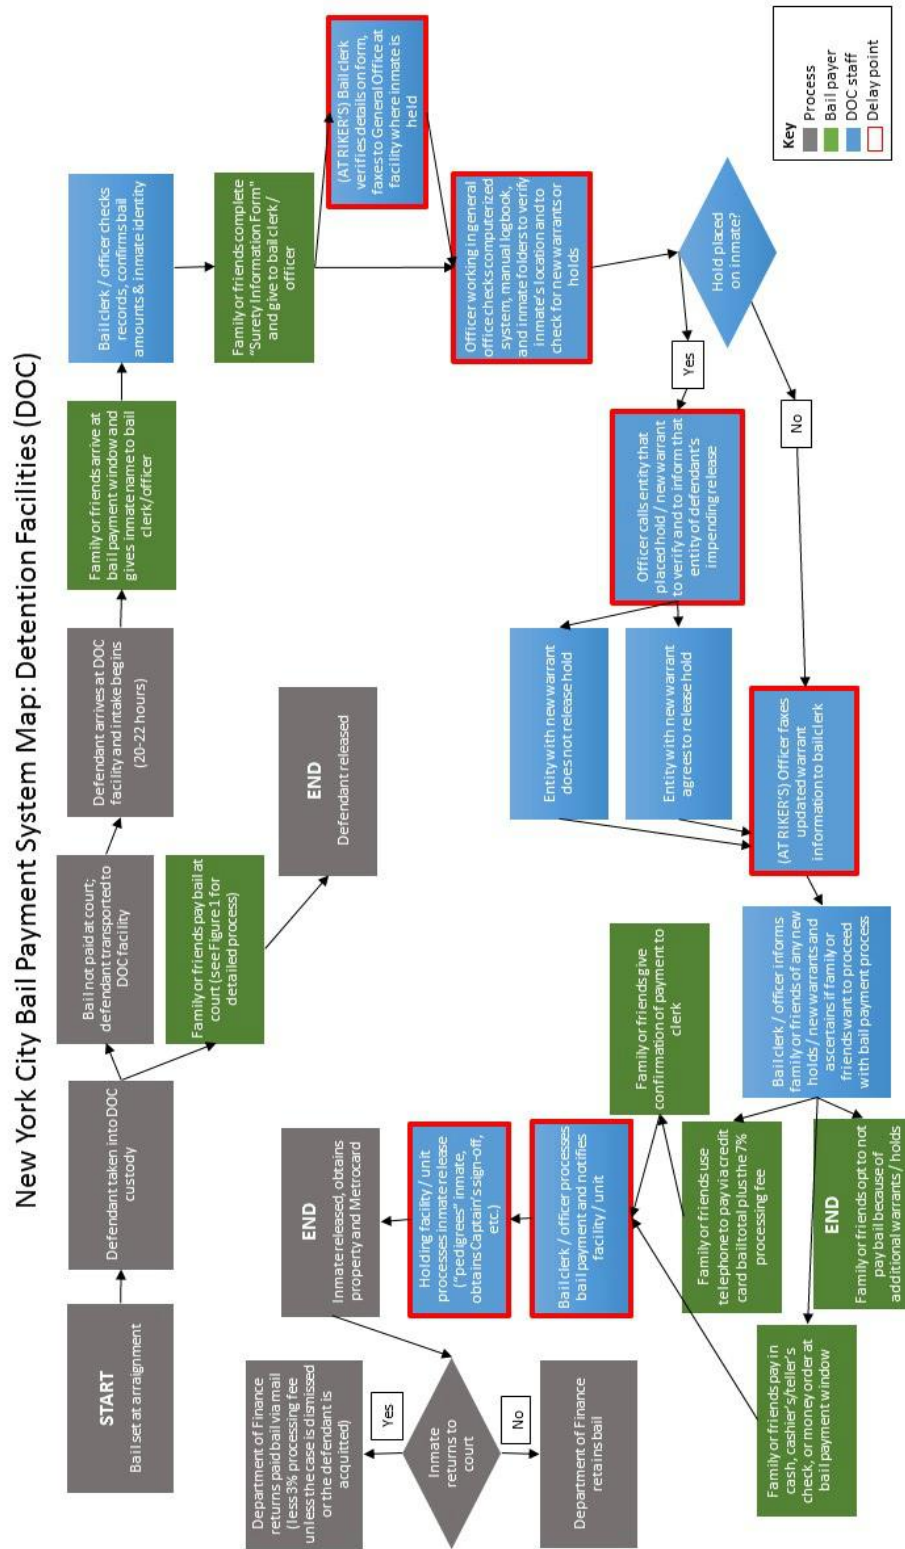 New York City Bail Payment System Map: Detention Facilities (DOC)
START
Bail set at arraignment
Defendant taken into DOC
custody
Bail not paid at court;
defendant transported to
DOC facility
Family or friends pay bail at
court (see Figure 1 for
detailed process)
END
Defendant released
Defendant arrives at DOC
facility and intake begins
(20-22 hours)
Family or friends arrive at
bail payment window and
gives inmate name to bail
clerk/officer
Bail clerk / officer checks
records, confirms bail
amounts & inmate identity
Family or friends complete
"Surety Information Form"
and give to bail clerk /
officer
(AT RIKER'S) Bail clerk
verifies details on form,
faxes to General Office at
facility where inmate is
held
Officer working in general
office checks computerized
system, manual logbook,
and inmate folders to verify
inmate's location and to
check for new warrants or
holds
Hold placed
on inmate?
Yes
No
Officer calls entity that
placed hold / new warrant
to verify and to inform that
entity of defendant's
impending release
Entity with new warrant
does not release hold
Entity with new warrant
agrees to release hold
(AT RIKER'S) Officer faxes
updated warrant
information to bail clerk
Bail clerk / officer informs
family or friends of any new
holds / new warrants and
ascertains if family or
friends want to proceed
with bail payment process
Family or friends give
confirmation of payment to
clerk
Family or friends use
telephone to pay via credit
card bail total plus the 7%
processing fee
END
Family or friends opt to not
pay bail because of
additional warrants / holds
Family or friends pay in
cash, cashier's/teller's
check, or money order at
bail payment window
Bail clerk / officer processes
bail payment and notifies
facility / unit
Holding facility / unit
processes inmate release
("pedigrees" inmate,
obtains Captain's sign-off,
etc.)
END
Inmate released, obtains
property and Metrocard
Inmate
returns to
court
Yes
No
Department of Finance
returns paid bail via mail
(less 3% processing fee
unless the case is dismissed
or the defendant is
acquitted)
Department of Finance
retains bail
Key
Process
Bail payer
DOC staff
Delay point